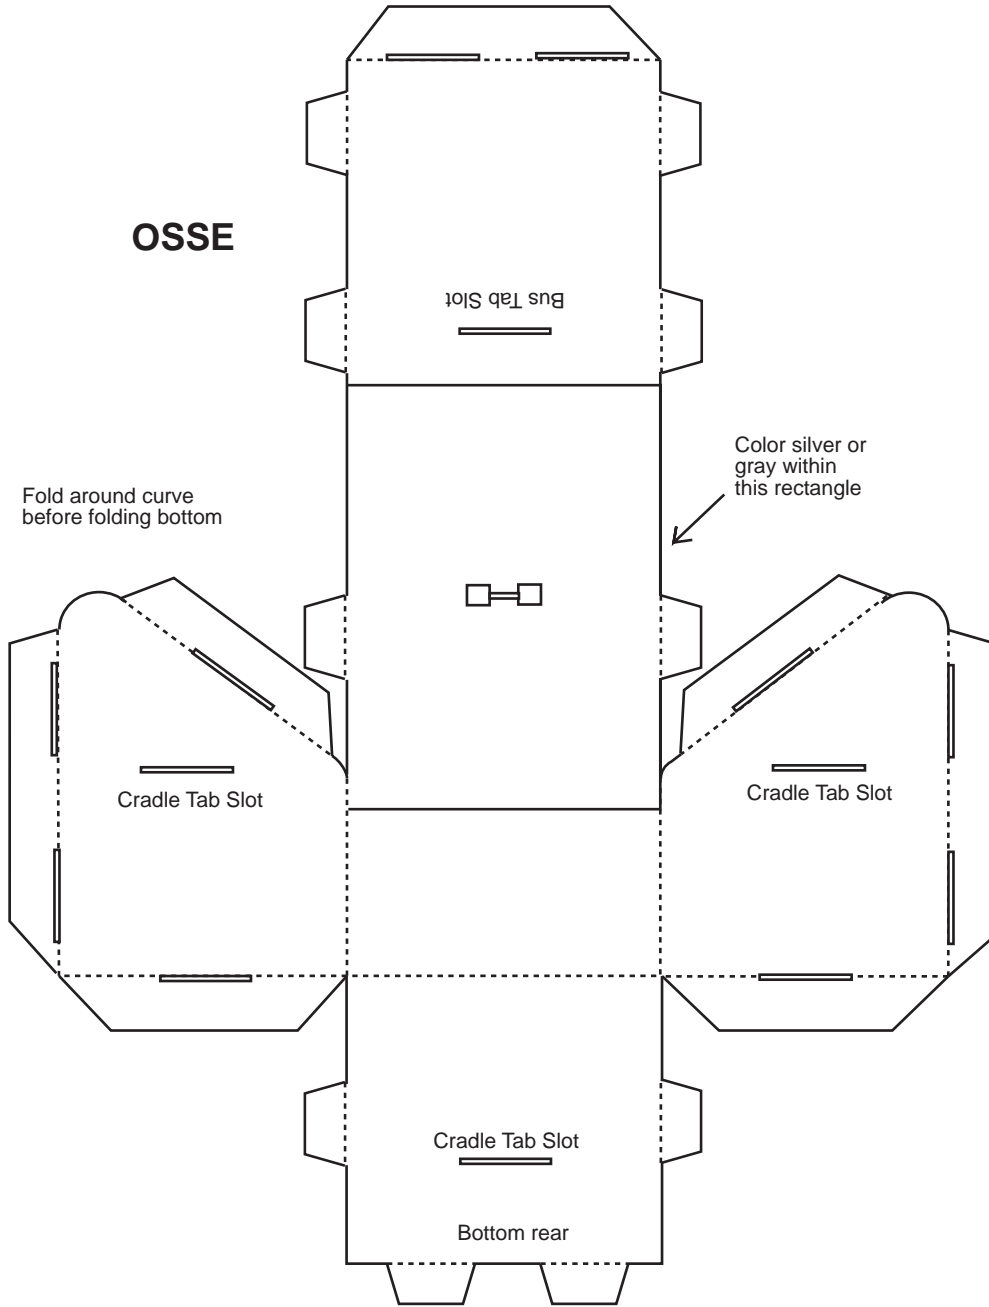 OSSE
Bus Tab Slot
Color silver or
gray within
this rectangle
Fold around curve
before folding bottom
Cradle Tab Slot
Cradle Tab Slot
Cradle Tab Slot
Bottom rear